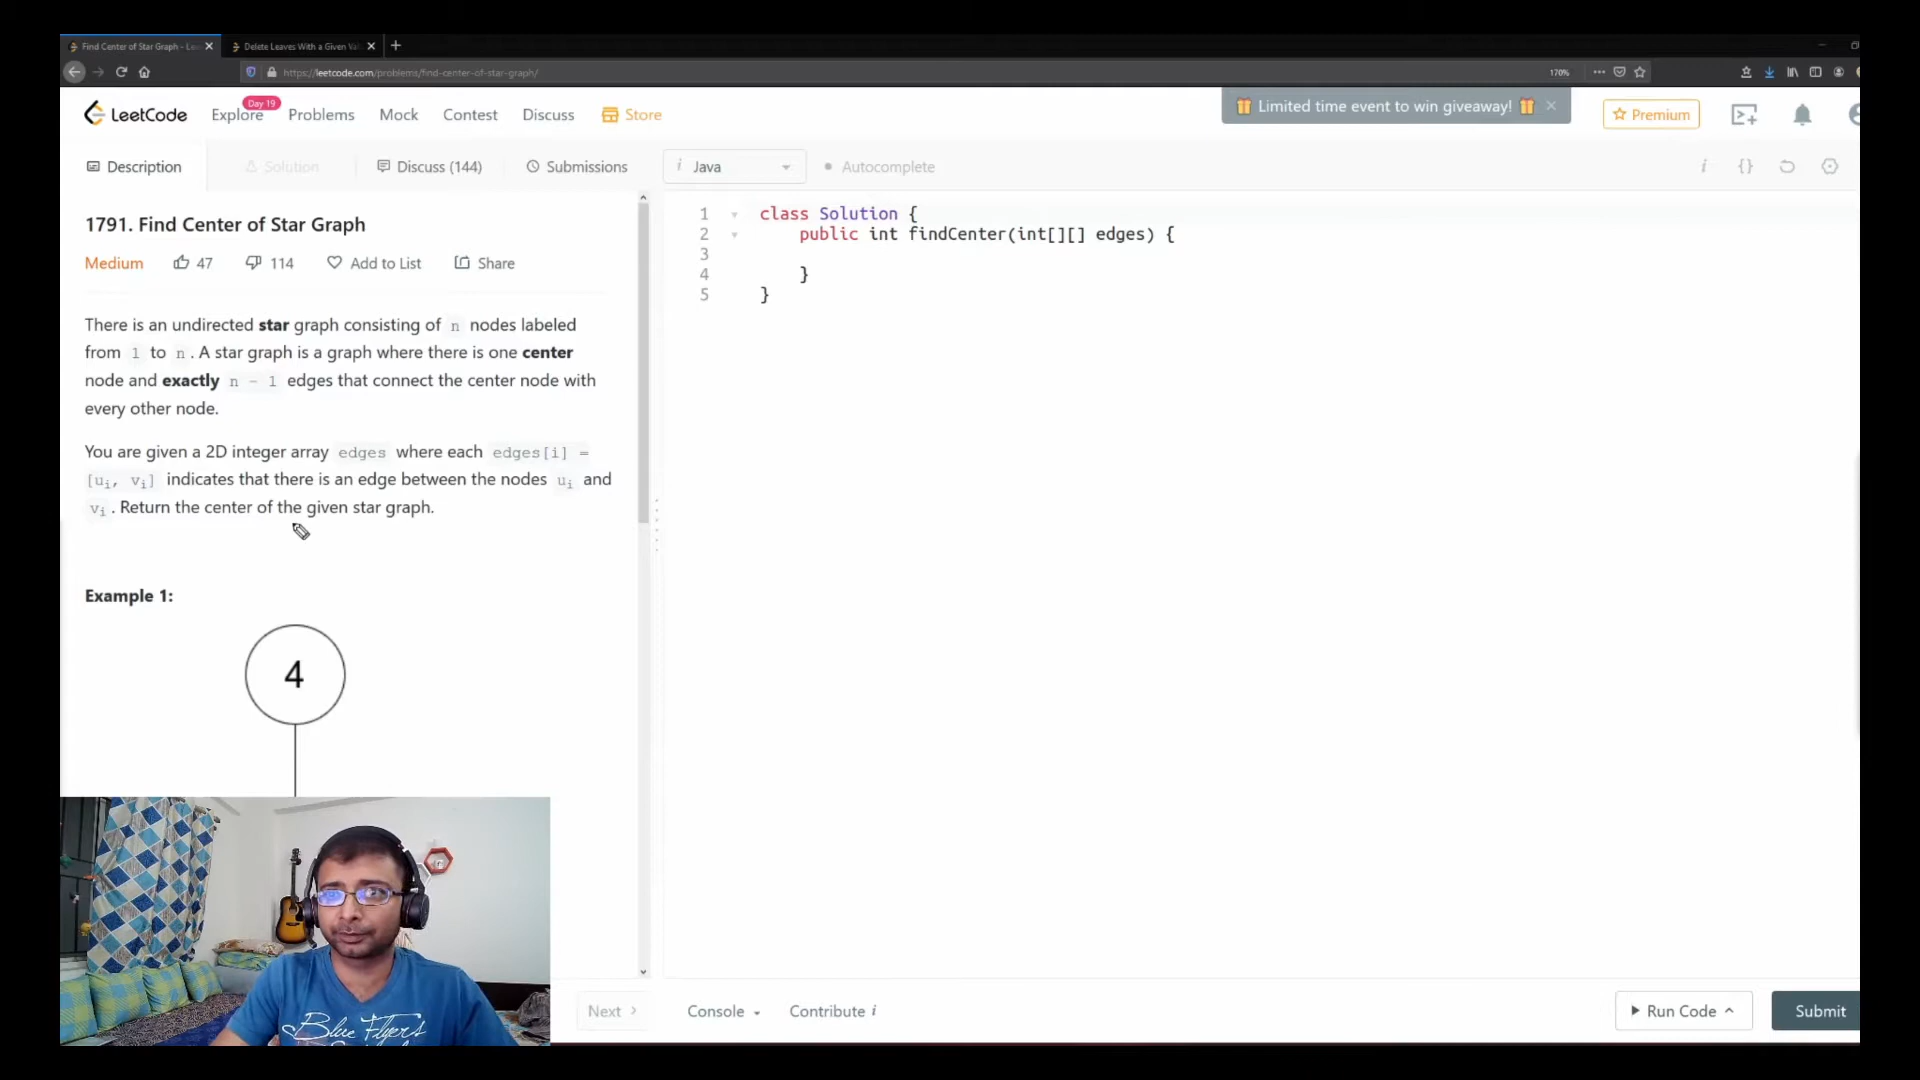 Find Center of Star Graph - Lee
Delete Leaves With a Given Val
https://leetcode.com/problems/find-center-of-star-graph/
170%
LeetCode
Explore
Day 19
Problems
Mock
Contest
Discuss
Store
Limited time event to win giveaway!
Premium
Description
Solution
Discuss (144)
Submissions
i Java
Autocomplete
i {}
1791. Find Center of Star Graph
Medium
47
114
Add to List
Share
There is an undirected star graph consisting of n nodes labeled
from 1 to n . A star graph is a graph where there is one center
node and exactly n - 1 edges that connect the center node with
every other node.
You are given a 2D integer array edges where each edges[i] =
[ui, vi] indicates that there is an edge between the nodes ui and
vi . Return the center of the given star graph.
Example 1:
4
1 class Solution {
2 public int findCenter(int[][] edges) {
3
4 }
5 }
Blue Flyers
Next
Console
Contribute i
Run Code
Submit